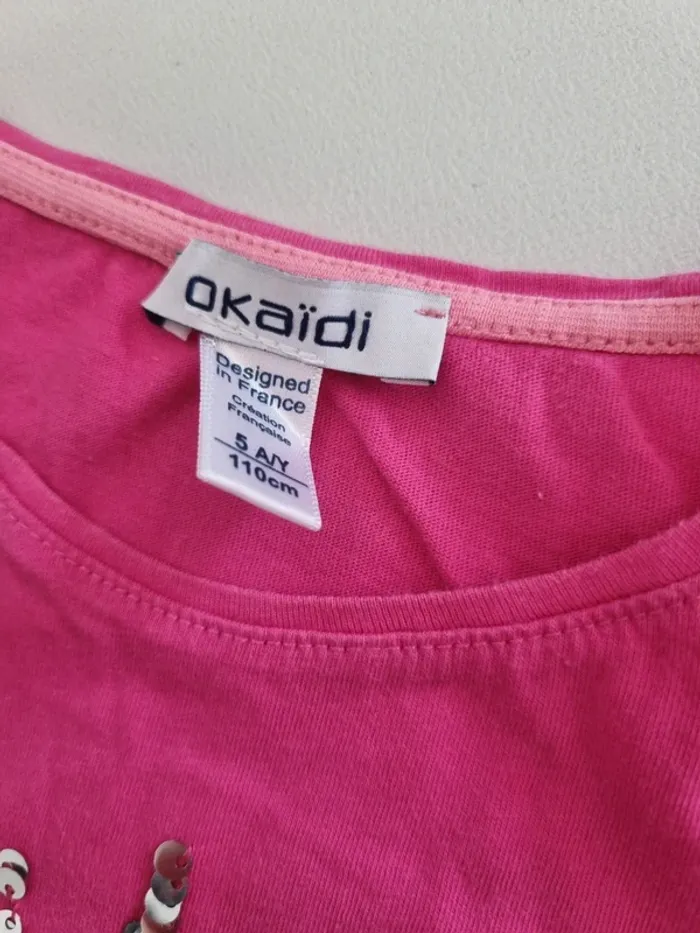 okaïdi
Designed
in France
Création
Française
5 A/Y
110cm